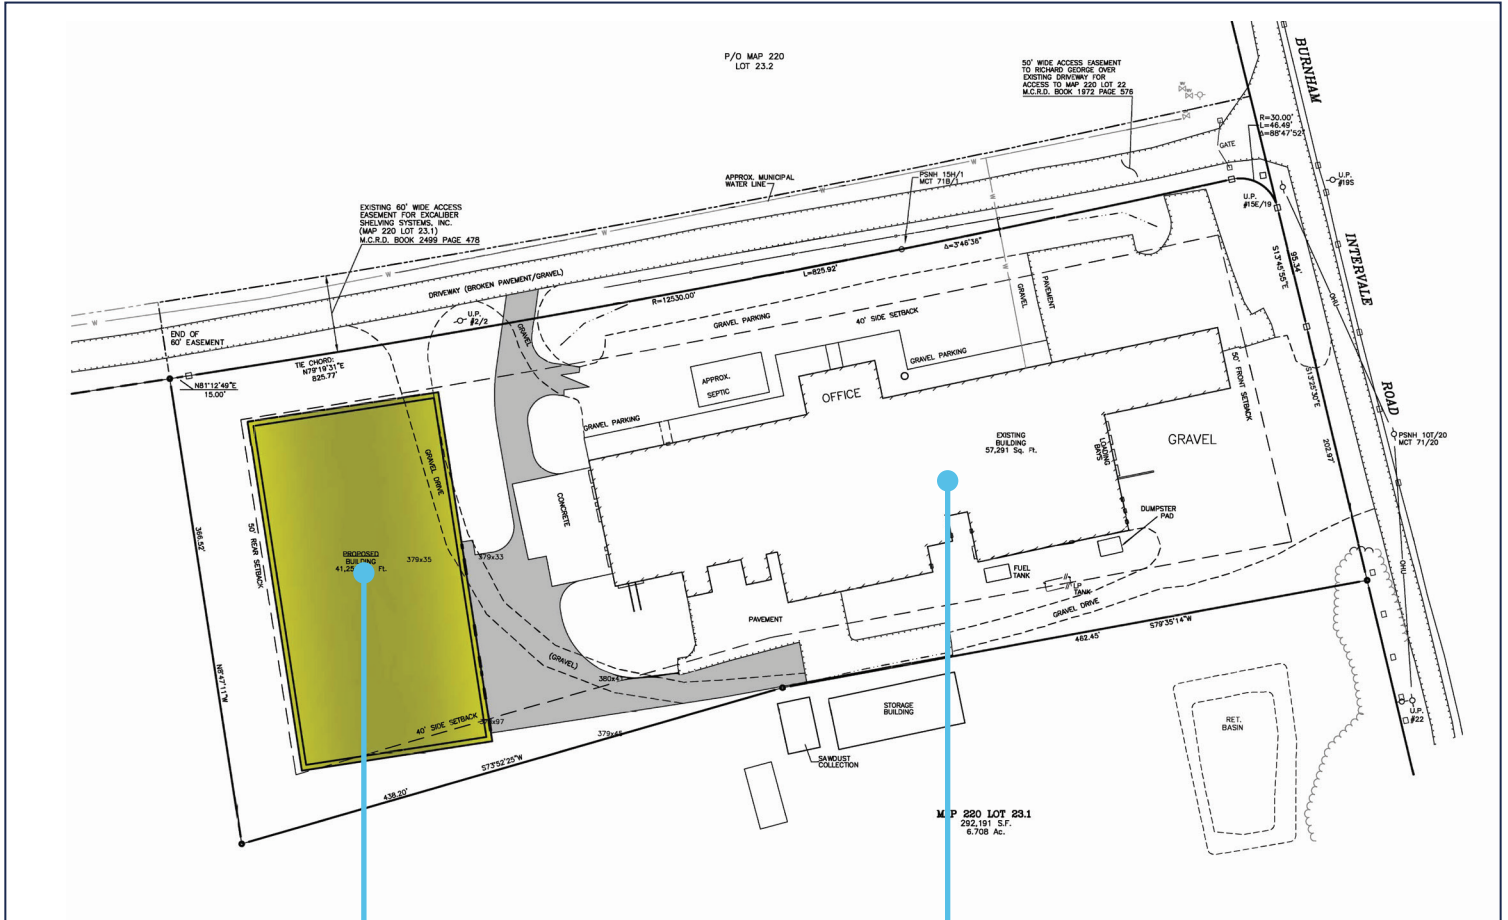 P/O MAP 220
LOT 23.2
50' WIDE ACCESS EASEMENT
TO RICHARD GEORGE OVER
EXISTING DRIVEWAY FOR
ACCESS TO MAP 220 LOT 22
M.C.R.D. BOOK 1972 PAGE 576
BURNHAM
INTERVALE
ROAD
R=30.00'
L=46.49'
Δ=88°47'52"
GATE
U.P.
#19S
U.P.
#15E/19
APPROX. MUNICIPAL
WATER LINE
PSNH 15H/1
MCT 71B/1
W
W
W
W
W
W
EXISTING 60' WIDE ACCESS
EASEMENT FOR EXCALIBER
SHELVING SYSTEMS, INC.
(MAP 220 LOT 23.1)
M.C.R.D. BOOK 2499 PAGE 478
Δ=3°46'36"
L=825.92'
R=12530.00'
DRIVEWAY (BROKEN PAVEMENT/GRAVEL)
S13°45'55"E
95.34'
OHU
PAVEMENT
GRAVEL
U.P.
#2/2
GRAVEL
GRAVEL PARKING
40' SIDE SETBACK
END OF
60' EASEMENT
TIE CHORD:
N79°19'31"E
825.77'
N81°12'49"E
15.00'
GRAVEL PARKING
APPROX.
SEPTIC
OFFICE
50' FRONT SETBACK
S13°25'30"E
202.97'
GRAVEL PARKING
EXISTING
BUILDING
57,291 Sq. Ft.
LOADING
BAYS
GRAVEL
PSNH 10T/20
MCT 71/20
GRAVEL DRIVE
CONCRETE
DUMPSTER
PAD
366.52'
50' REAR SETBACK
PROPOSED
BUILDING
379x35
379x33
FUEL
TANK
LP
TANK
GRAVEL DRIVE
OHU
PAVEMENT
462.45'
S79°35'14"W
N8°47'11"W
(GRAVEL)
STORAGE
BUILDING
RET.
BASIN
U.P.
#22
40' SIDE SETBACK
379x45
SAWDUST
COLLECTION
S73°52'25"W
438.20'
LOT 23.1
292,191 S.F.
6.708 Ac.